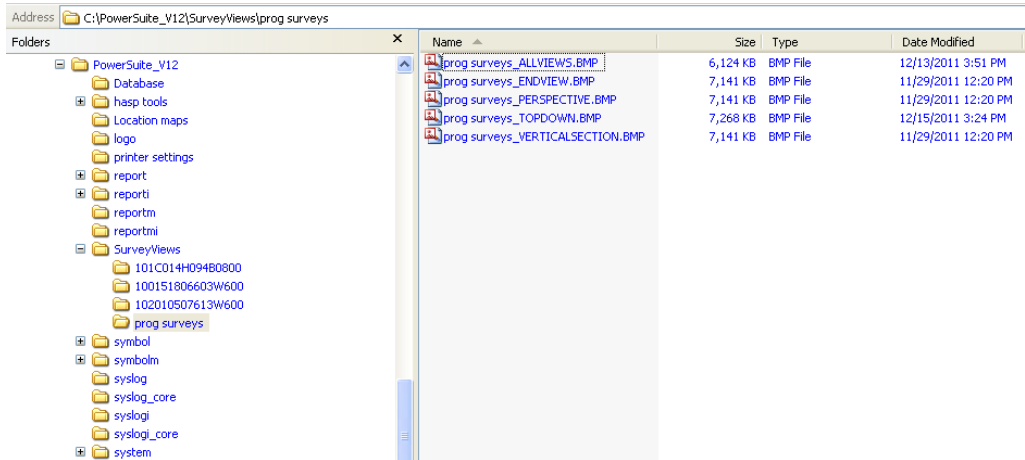 Address C:\PowerSuite_V12\SurveyViews\prog surveys
Folders x
PowerSuite_V12
Database
hasp tools
Location maps
logo
printer settings
report
reporti
reportm
reportmi
SurveyViews
101C014H094B0800
100151806603W600
102010507613W600
prog surveys
symbol
symbolm
syslog
syslog_core
syslogi
syslogi_core
system
Name Size Type Date Modified
prog surveys_ALLVIEWS.BMP 6,124 KB BMP File 12/13/2011 3:51 PM
prog surveys_ENDVIEW.BMP 7,141 KB BMP File 11/29/2011 12:20 PM
prog surveys_PERSPECTIVE.BMP 7,141 KB BMP File 11/29/2011 12:20 PM
prog surveys_TOPDOWN.BMP 7,268 KB BMP File 12/15/2011 3:24 PM
prog surveys_VERTICALSECTION.BMP 7,141 KB BMP File 11/29/2011 12:20 PM